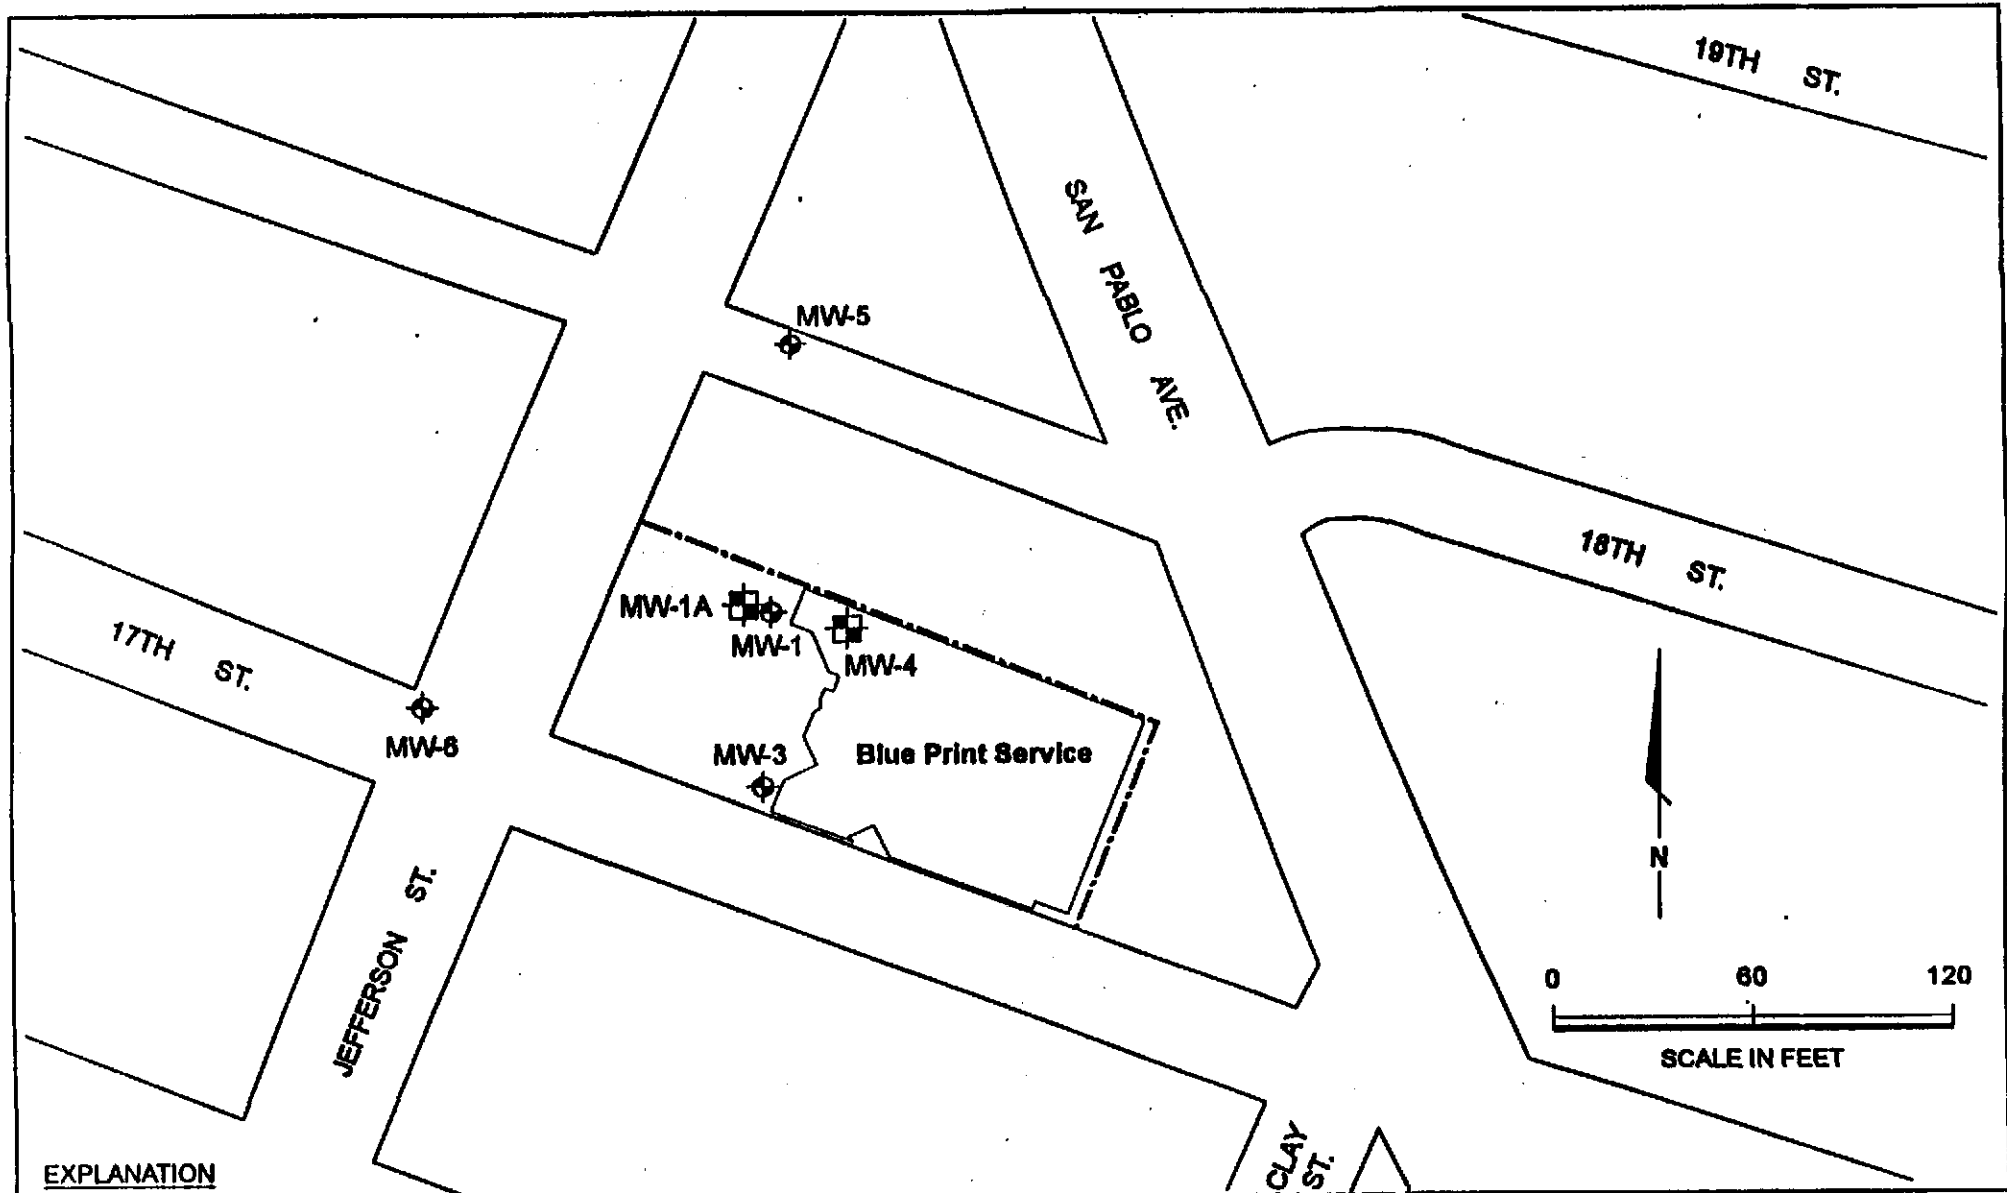 19TH ST.
SAN PABLO AVE.
MW-5
18TH ST.
MW-1A
MW-1
MW-4
17TH ST.
MW-6
MW-3
Blue Print Service
N
JEFFERSON ST.
0 60 120
SCALE IN FEET
CLAY ST.
EXPLANATION